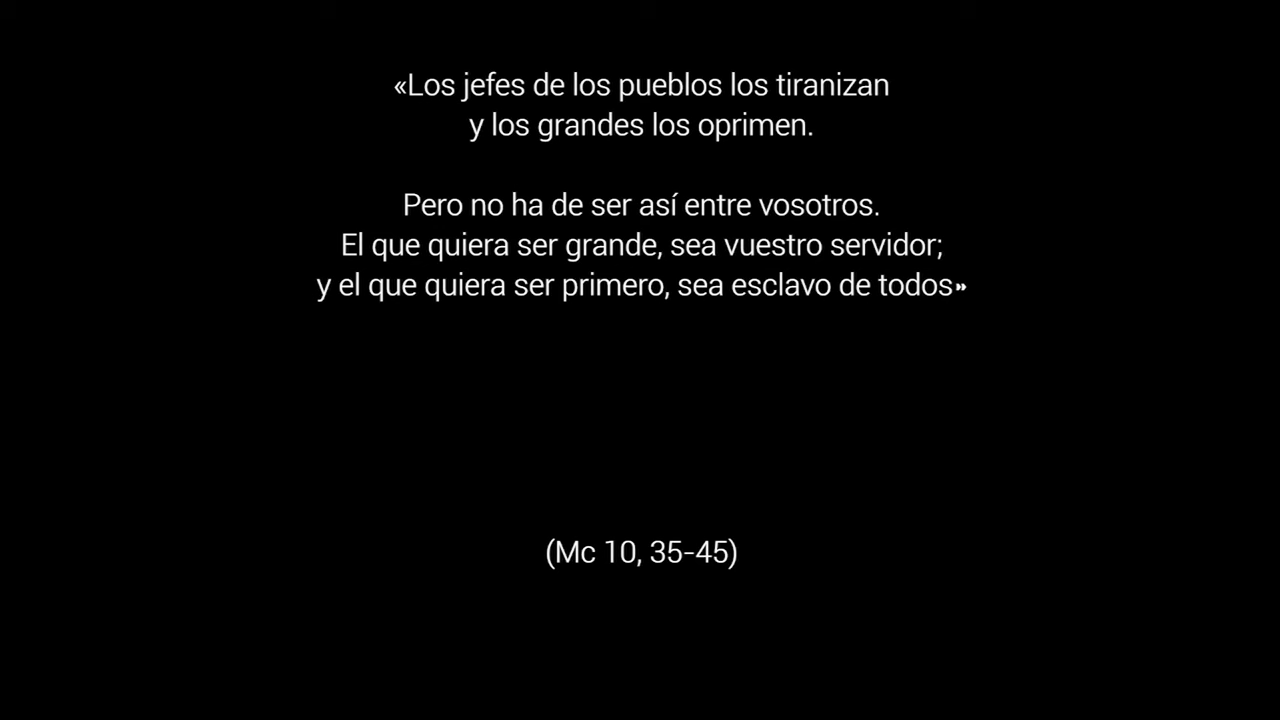 «Los jefes de los pueblos los tiranizan
y los grandes los oprimen.
Pero no ha de ser así entre vosotros.
El que quiera ser grande, sea vuestro servidor;
y el que quiera ser primero, sea esclavo de todos»
(Mc 10, 35-45)